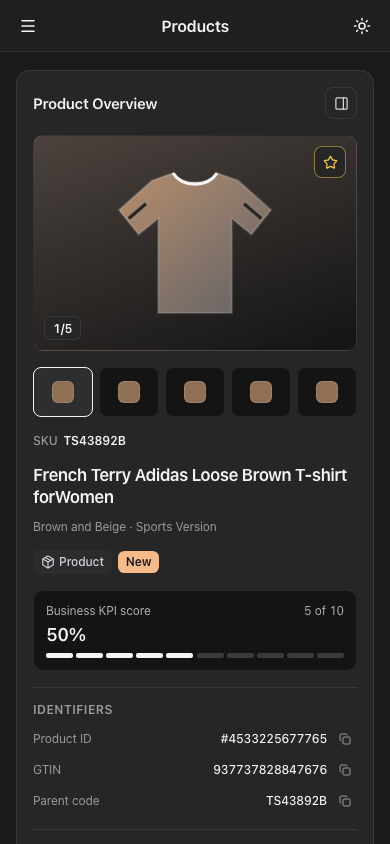 Products
Product Overview
1/5
SKU TS43892B
French Terry Adidas Loose Brown T-shirt
forWomen
Brown and Beige · Sports Version
Product New
Business KPI score 5 of 10
50%
IDENTIFIERS
Product ID #4533225677765
GTIN 937737828847676
Parent code TS43892B